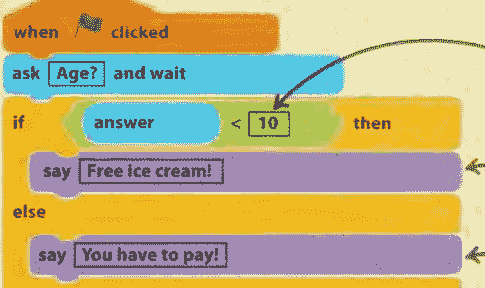 when clicked
ask Age? and wait
if answer < 10 then
say Free ice cream!
else
say You have to pay!